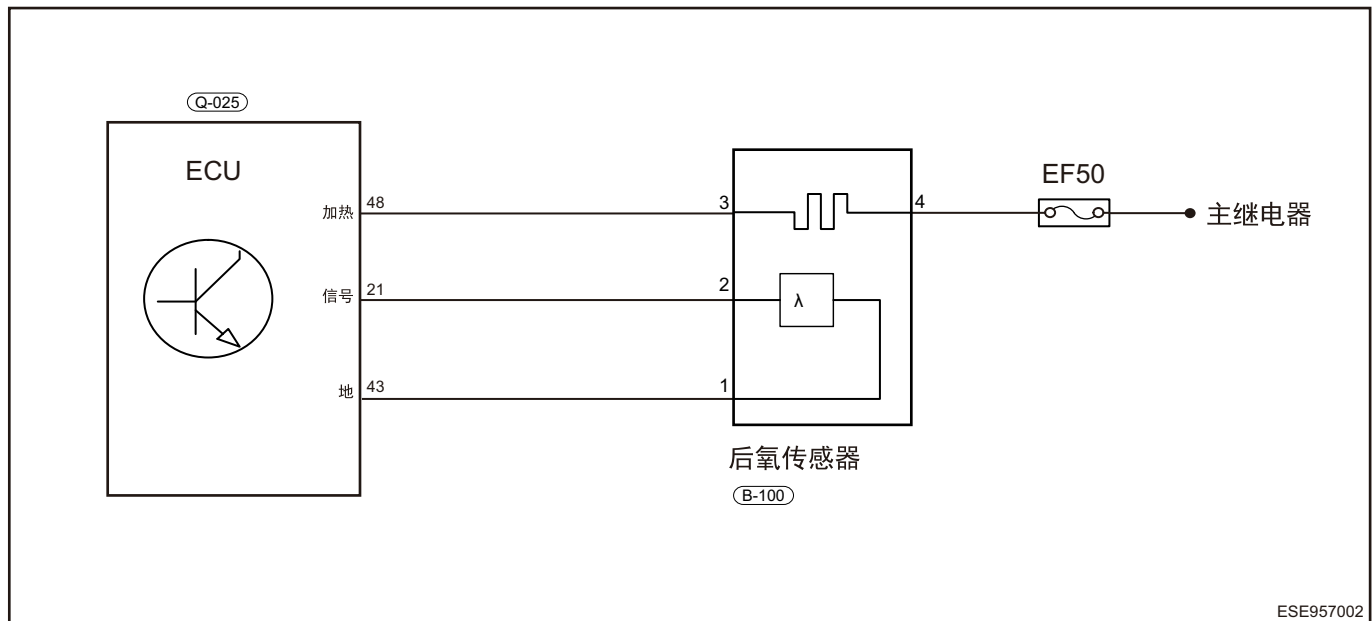 Q-025
ECU
加热 48
信号 21
地 43
3
2
1
λ
4
后氧传感器
B-100
EF50
主继电器
ESE957002